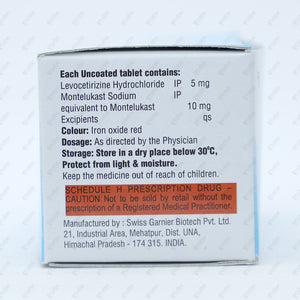 Each Uncoated tablet contains:
Levocetirizine Hydrochloride IP 5 mg
Montelukast Sodium IP
equivalent to Montelukast 10 mg
Excipients qs
Colour: Iron oxide red
Dosage: As directed by the Physician
Storage: Store in a dry place below 30°C,
Protect from light & moisture.
Keep the medicine out of reach of children.
SCHEDULE H PRESCRIPTION DRUG –
CAUTION Not to be sold by retail without the
prescription of a Registered Medical Practitioner.
Manufactured by : Swiss Garnier Biotech Pvt. Ltd.
21, Industrial Area, Mehatpur, Dist. UNA,
Himachal Pradesh - 174 315. INDIA.